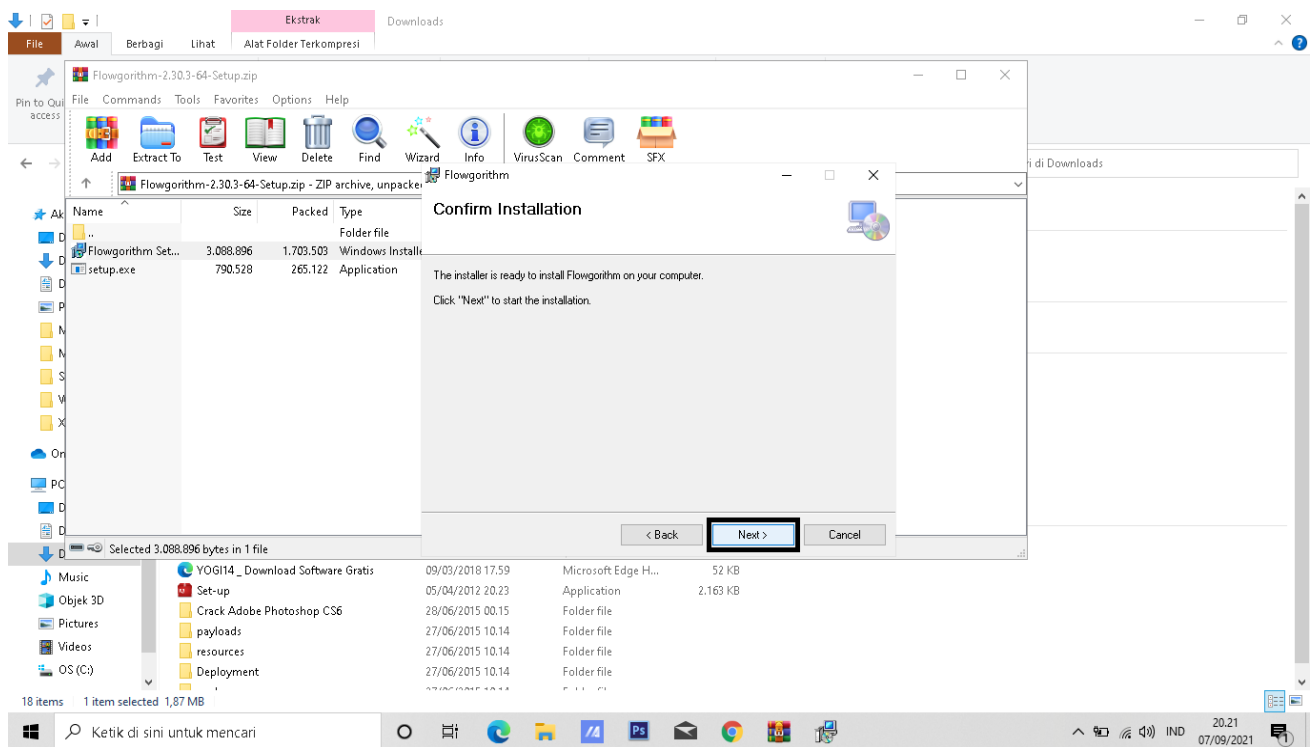 Ekstrak
Downloads
File
Awal
Berbagi
Lihat
Alat Folder Terkompresi
Pin to Qui
access
Flowgorithm-2.30.3-64-Setup.zip
File Commands Tools Favorites Options Help
Add
Extract To
Test
View
Delete
Find
Wizard
Info
VirusScan
Comment
SFX
i di Downloads
Flowgorithm-2.30.3-64-Setup.zip - ZIP archive, unpacke
Name Size Packed Type
..
Folder file
Flowgorithm Set... 3.088.896 1.703.503 Windows Installe
setup.exe 790.528 265.122 Application
Selected 3.088.896 bytes in 1 file
Flowgorithm
Confirm Installation
The installer is ready to install Flowgorithm on your computer.
Click "Next" to start the installation.
< Back
Next >
Cancel
Ak
D
D
D
P
M
M
S
W
X
On
PC
D
D
D
Music
Objek 3D
Pictures
Videos
OS (C:)
YOGI14_Download Software Gratis 09/03/2018 17.59 Microsoft Edge H... 52 KB
Set-up 05/04/2012 20.23 Application 2.163 KB
Crack Adobe Photoshop CS6 28/06/2015 00.15 Folder file
payloads 27/06/2015 10.14 Folder file
resources 27/06/2015 10.14 Folder file
Deployment 27/06/2015 10.14 Folder file
18 items 1 item selected 1,87 MB
Ketik di sini untuk mencari
Ps
IND
20.21
07/09/2021